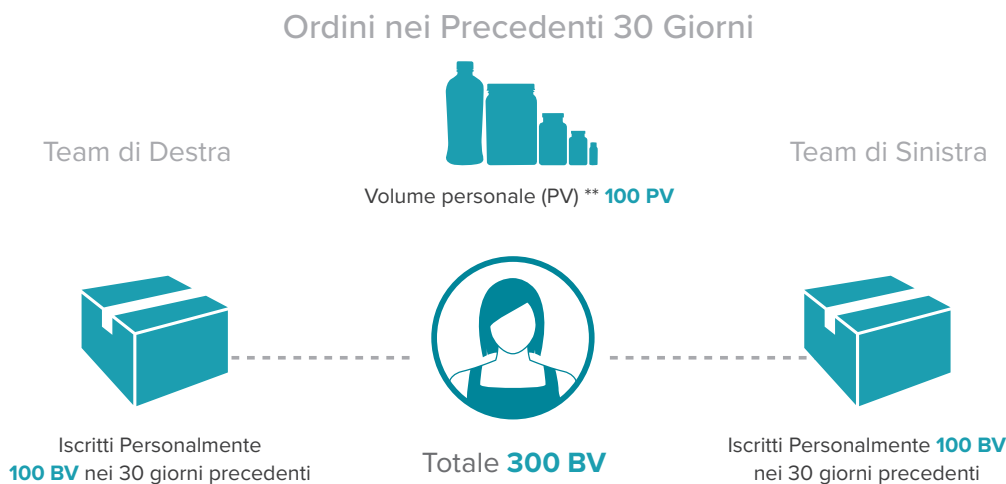 Ordini nei Precedenti 30 Giorni
Team di Destra
Team di Sinistra
Volume personale (PV) ** 100 PV
Iscritti Personalmente
100 BV nei 30 giorni precedenti
Totale 300 BV
Iscritti Personalmente 100 BV
nei 30 giorni precedenti